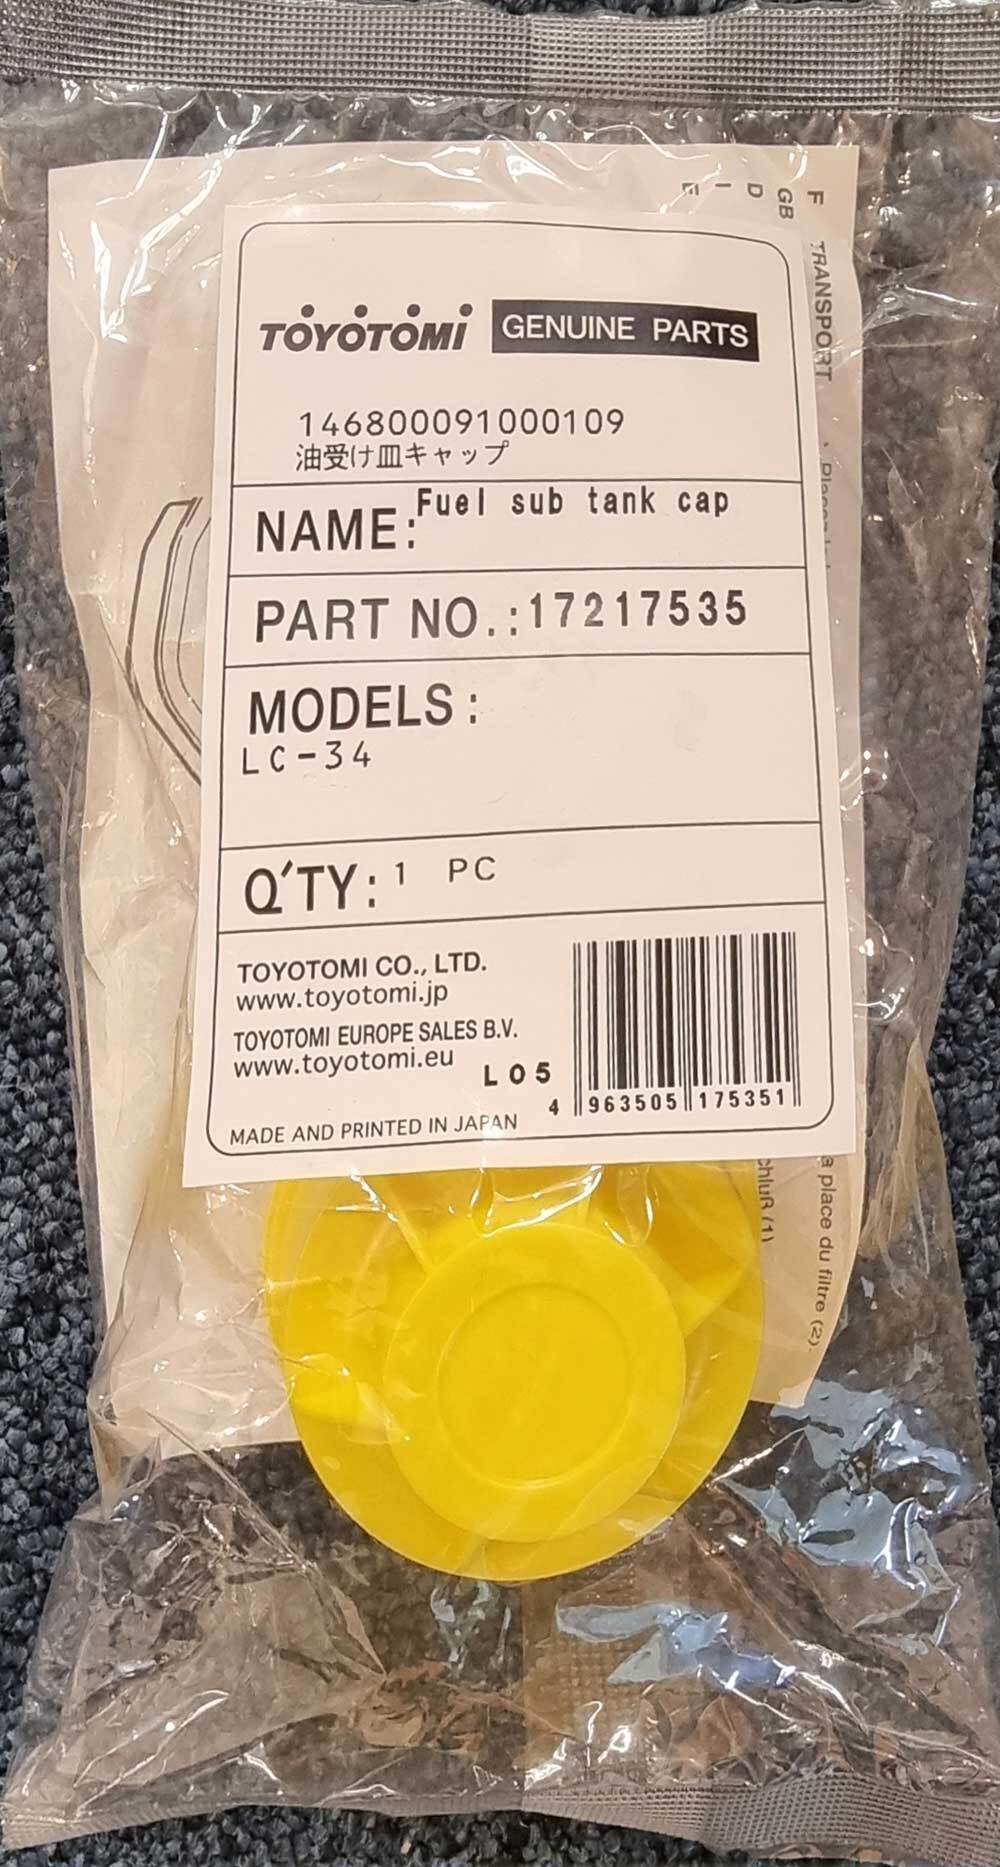 TOYOTOMI GENUINE PARTS
146800091000109
油受け皿キャップ
NAME: Fuel sub tank cap
PART NO.:17217535
MODELS:
LC-34
Q'TY: 1 PC
TOYOTOMI CO., LTD.
www.toyotomi.jp
TOYOTOMI EUROPE SALES B.V.
www.toyotomi.eu
L05
MADE AND PRINTED IN JAPAN
4 963505 175351
F TRANSPORT
GB
D
I
E
a place du filtre (2).
chluß (1)